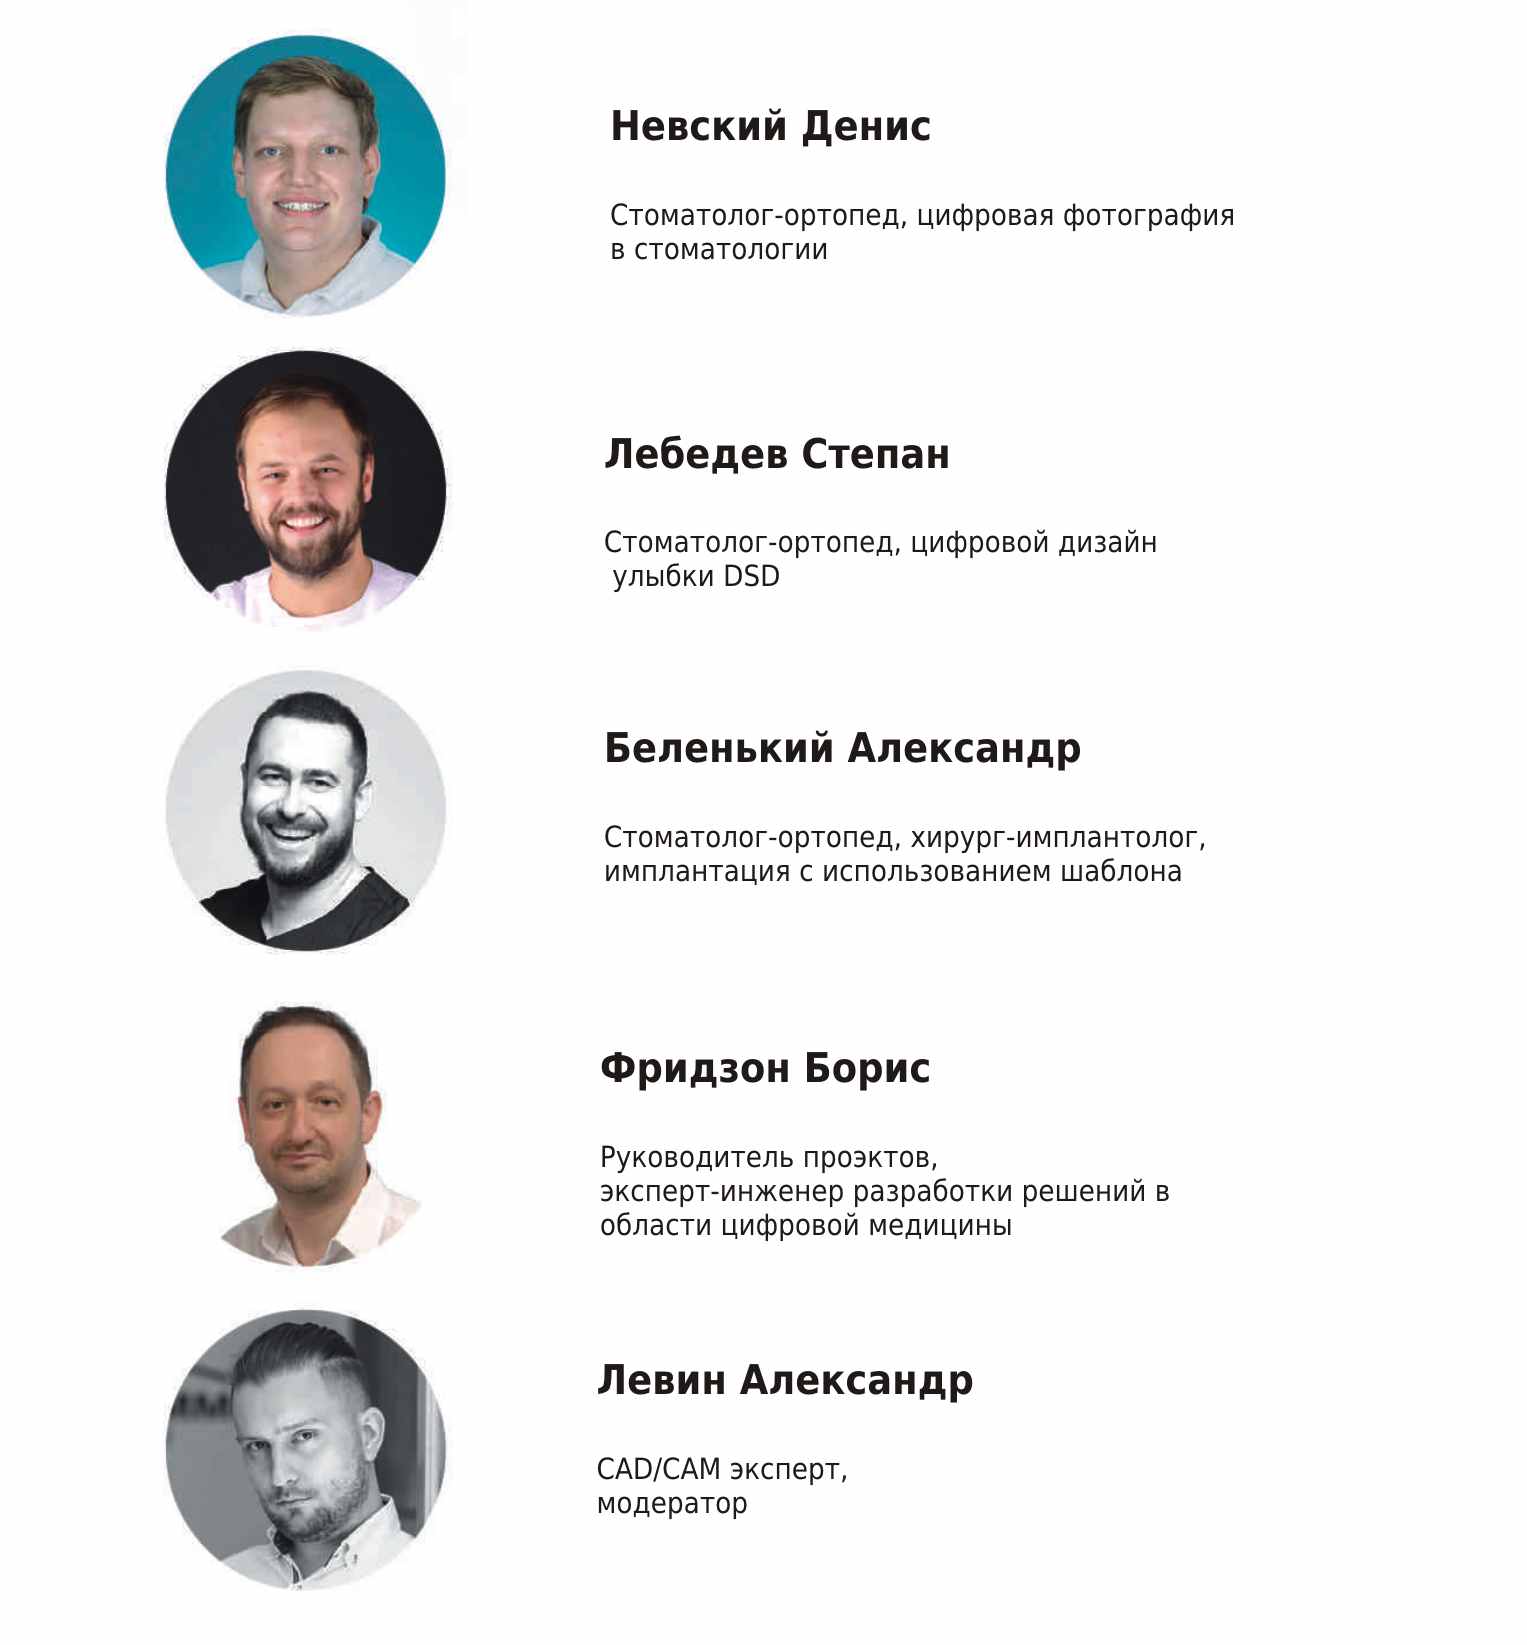 Невский Денис
Стоматолог-ортопед, цифровая фотография
в стоматологии
Лебедев Степан
Стоматолог-ортопед, цифровой дизайн
улыбки DSD
Беленький Александр
Стоматолог-ортопед, хирург-имплантолог,
имплантация с использованием шаблона
Фридзон Борис
Руководитель проэктов,
эксперт-инженер разработки решений в
области цифровой медицины
Левин Александр
CAD/CAM эксперт,
модератор